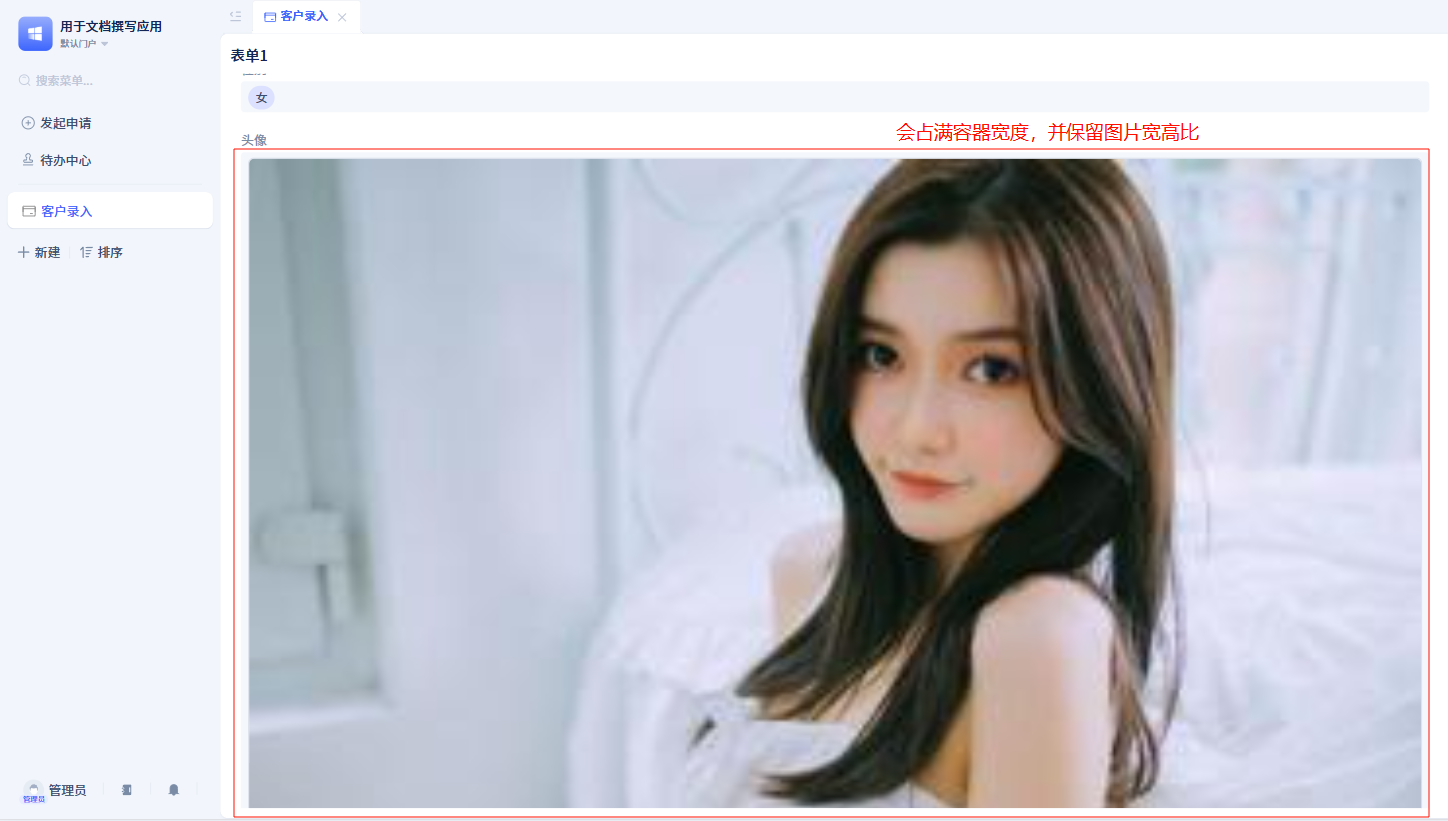 用于文档撰写应用
默认门户
搜索菜单...
发起申请
待办中心
客户录入
新建
排序
管理员
管理员
客户录入
表单1
女
头像
会占满容器宽度，并保留图片宽高比